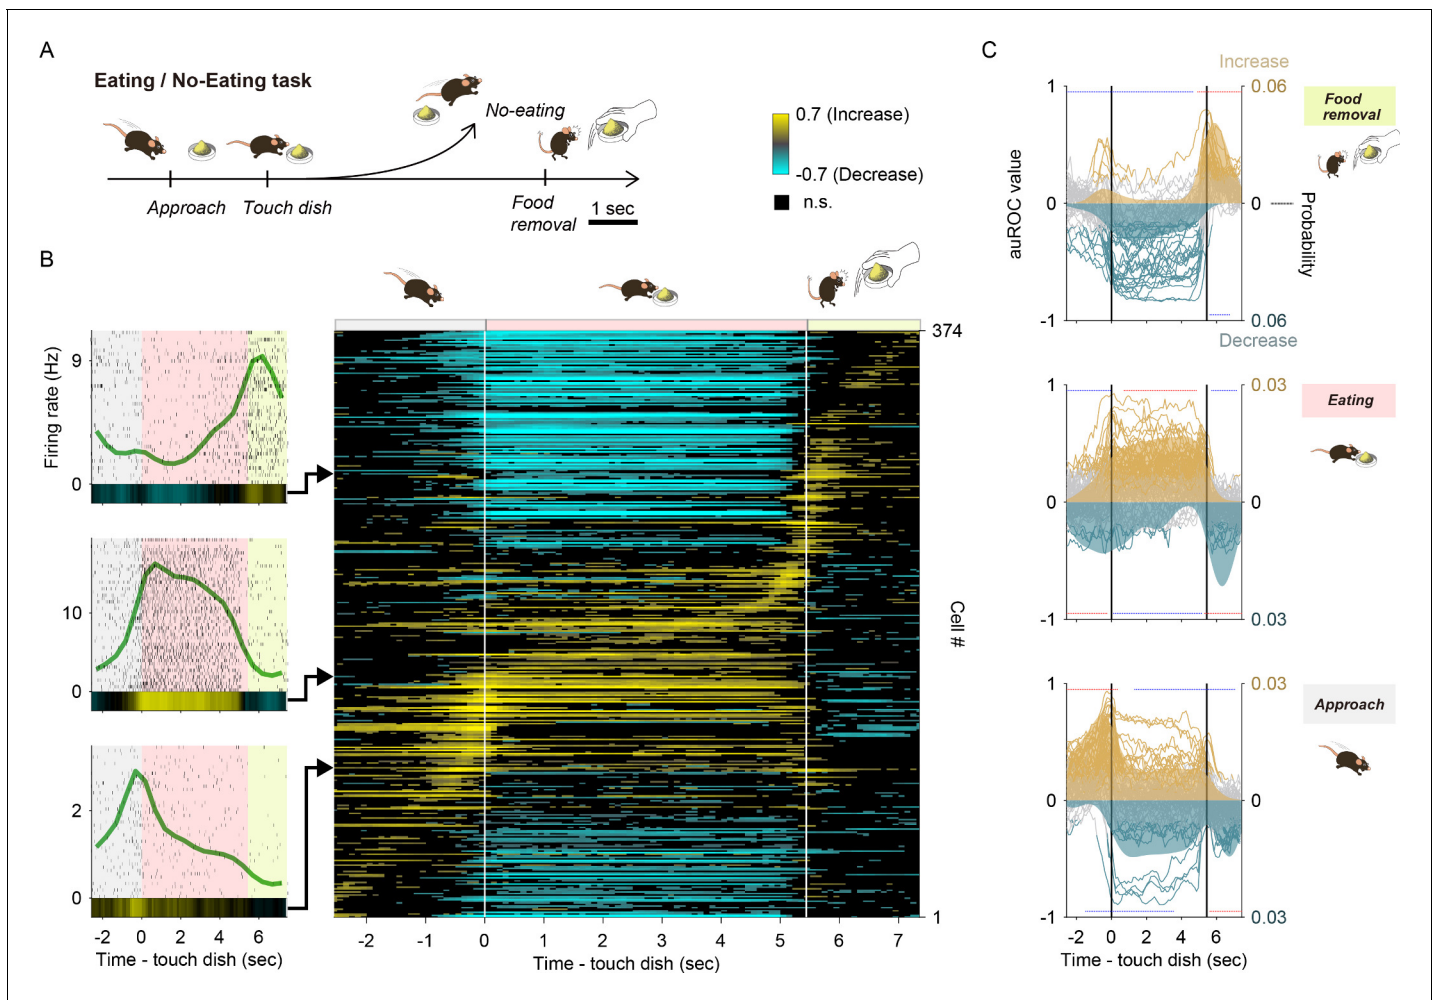 A
Eating / No-Eating task
No-eating
Approach
Touch dish
Food
removal
1 sec
0.7 (Increase)
-0.7 (Decrease)
n.s.
B
Firing rate (Hz)
9
0
10
0
2
0
-2 0 2 4 6
Time - touch dish (sec)
374
Cell #
1
-2 -1 0 1 2 3 4 5 6 7
Time - touch dish (sec)
C
Increase
1
0.06
auROC value
0
0
Probability
-1
0.06
Decrease
Food
removal
1
0.03
0
0
-1
0.03
Eating
1
0.03
0
0
-1
0.03
Approach
-2 0 2 4 6
Time - touch dish (sec)